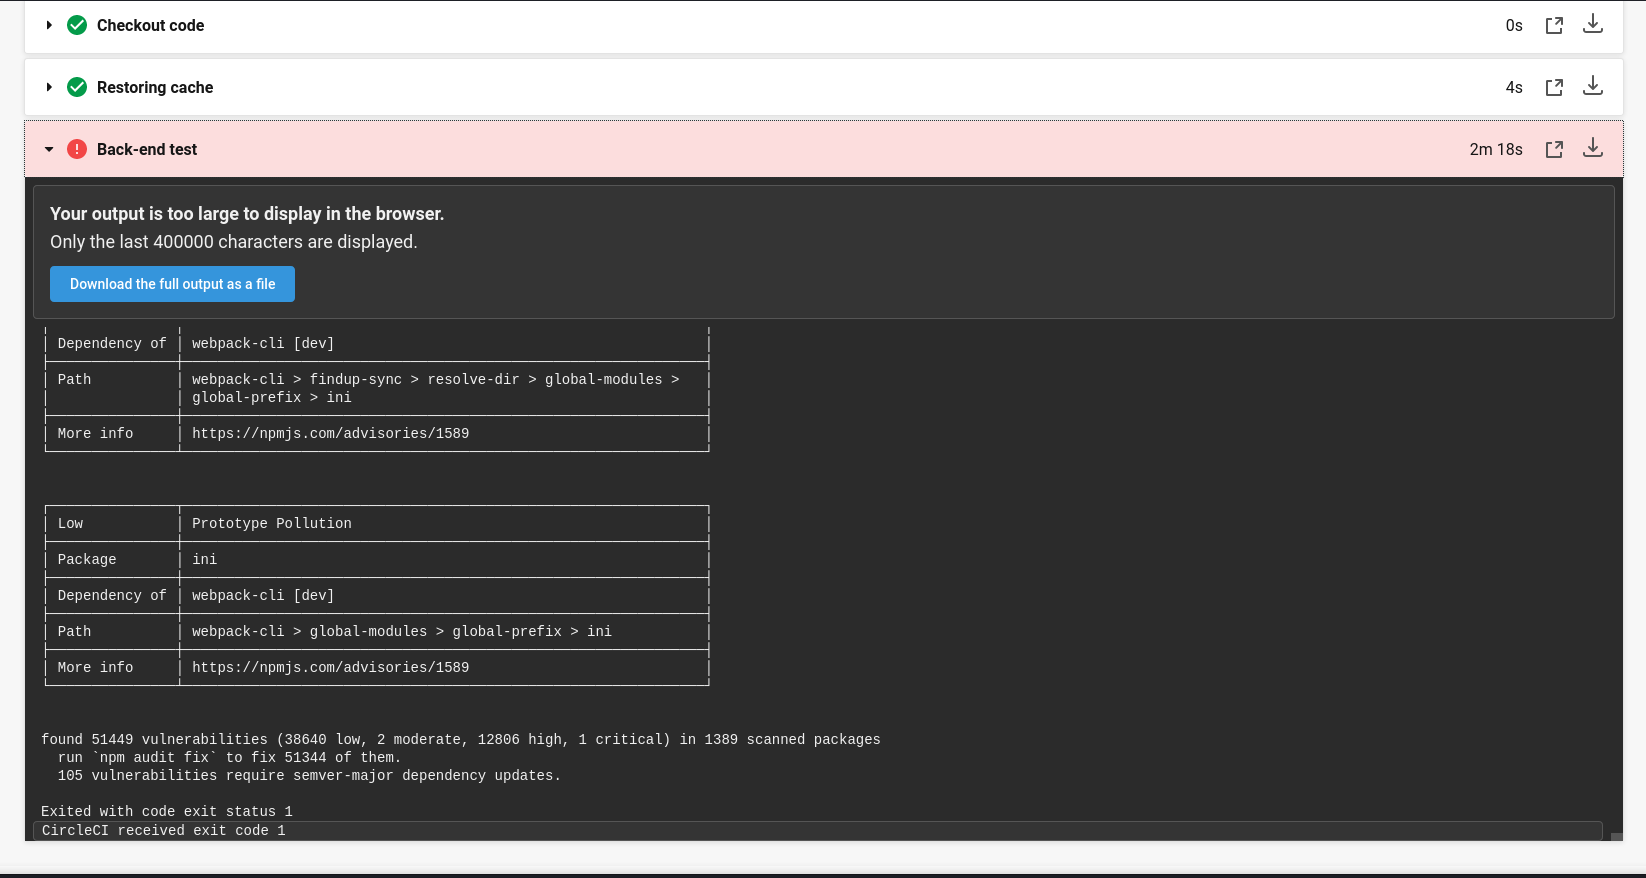 Checkout code 0s
Restoring cache 4s
! Back-end test 2m 18s
Your output is too large to display in the browser.
Only the last 400000 characters are displayed.
Download the full output as a file
Dependency of webpack-cli [dev]
Path webpack-cli > findup-sync > resolve-dir > global-modules >
global-prefix > ini
More info https://npmjs.com/advisories/1589
Low Prototype Pollution
Package ini
Dependency of webpack-cli [dev]
Path webpack-cli > global-modules > global-prefix > ini
More info https://npmjs.com/advisories/1589
found 51449 vulnerabilities (38640 low, 2 moderate, 12806 high, 1 critical) in 1389 scanned packages
run `npm audit fix` to fix 51344 of them.
105 vulnerabilities require semver-major dependency updates.
Exited with code exit status 1
CircleCI received exit code 1